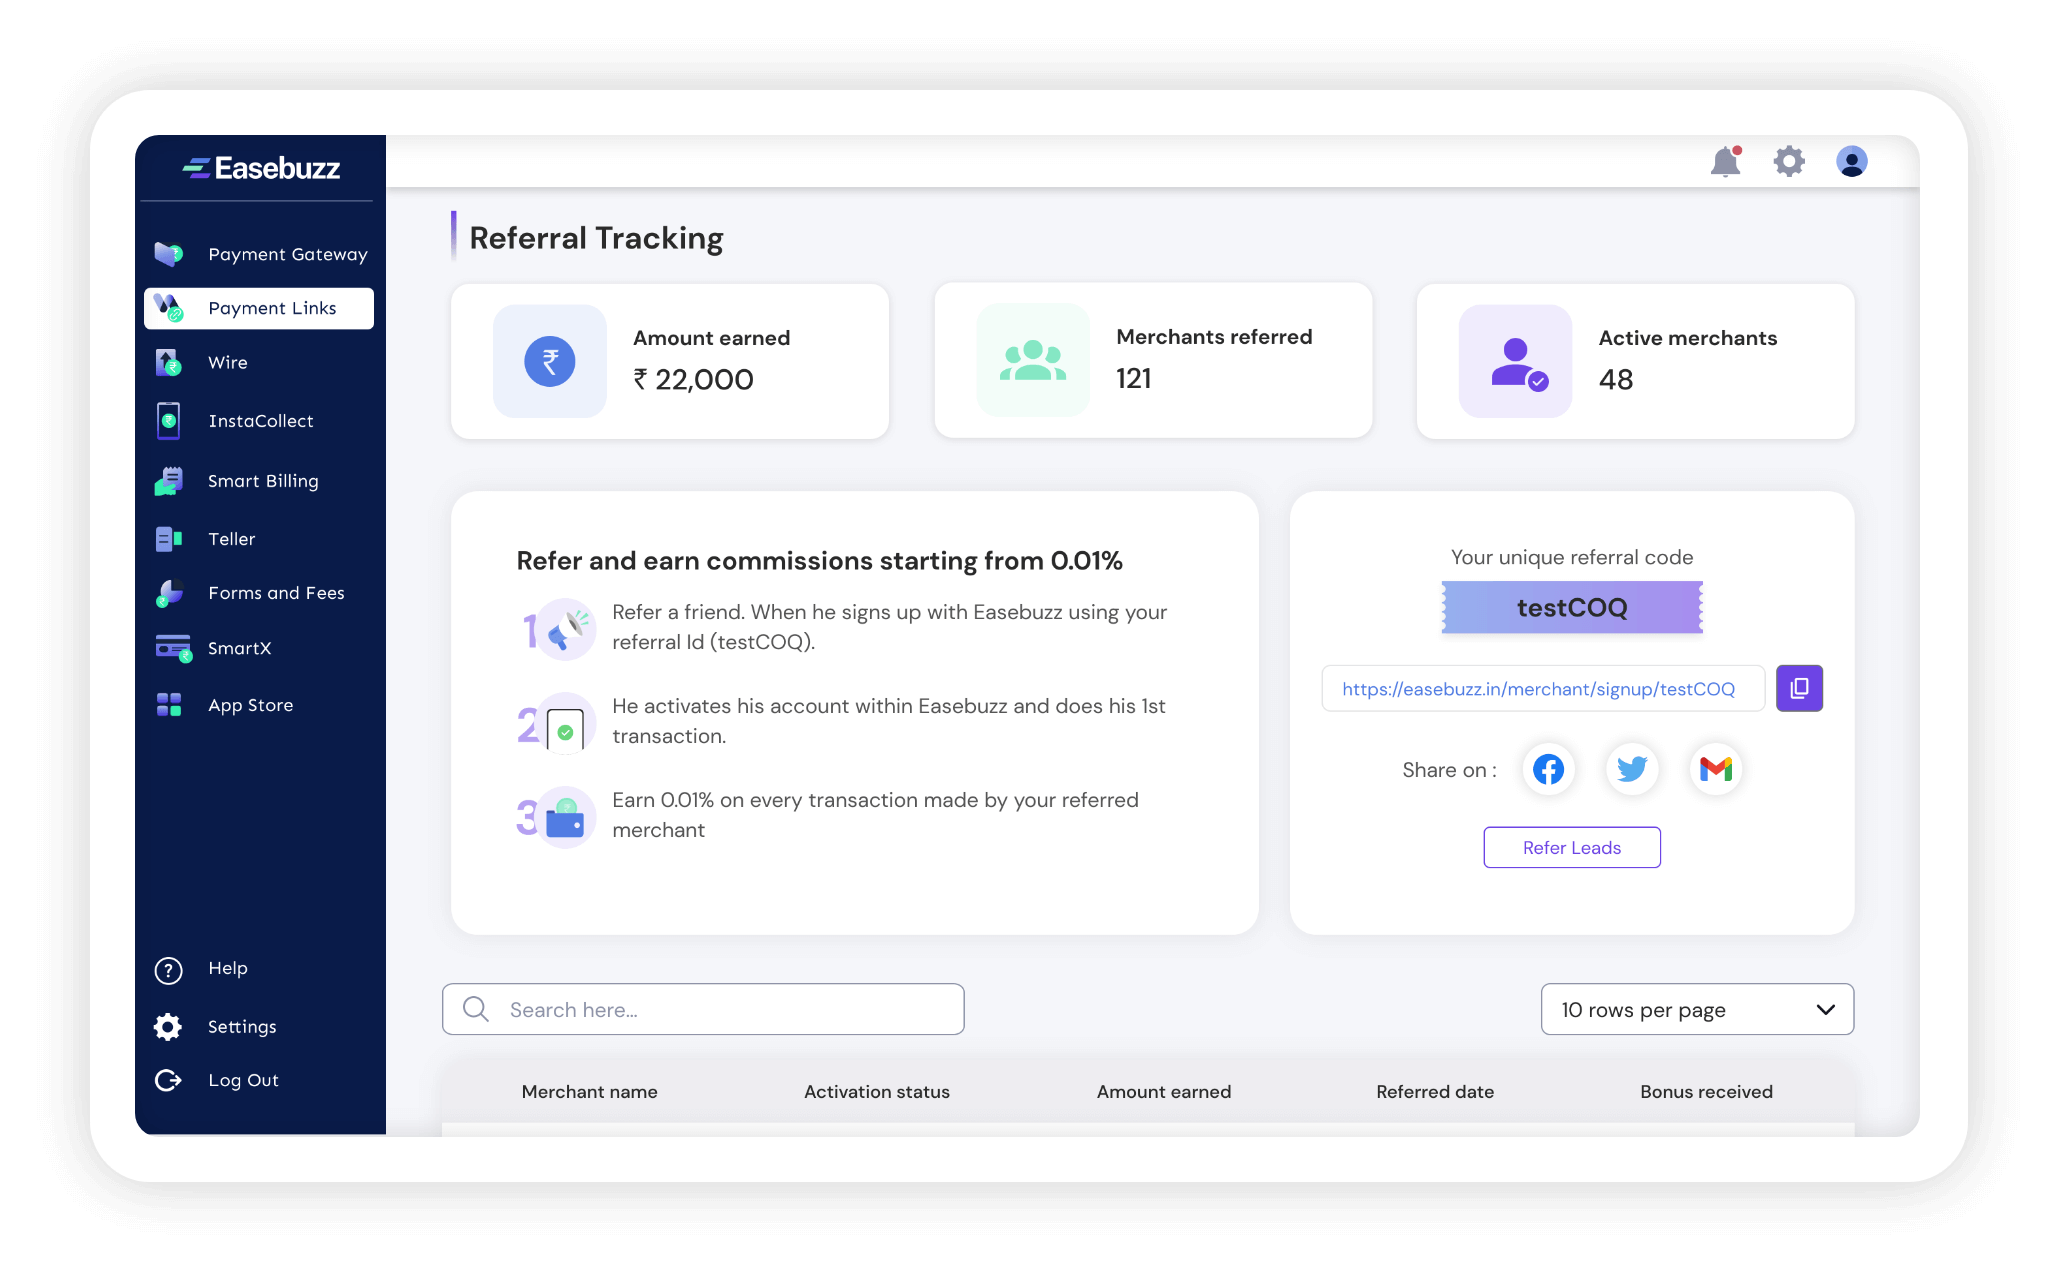 Easebuzz
Payment Gateway
Payment Links
Wire
InstaCollect
Smart Billing
Teller
Forms and Fees
SmartX
App Store
Help
Settings
Log Out
Referral Tracking
Amount earned
₹ 22,000
Merchants referred
121
Active merchants
48
Refer and earn commissions starting from 0.01%
1
Refer a friend. When he signs up with Easebuzz using your
referral Id (testCOQ).
2
He activates his account within Easebuzz and does his 1st
transaction.
3
Earn 0.01% on every transaction made by your referred
merchant
Your unique referral code
testCOQ
https://easebuzz.in/merchant/signup/testCOQ
Share on :
Refer Leads
Search here...
10 rows per page
Merchant name Activation status Amount earned Referred date Bonus received